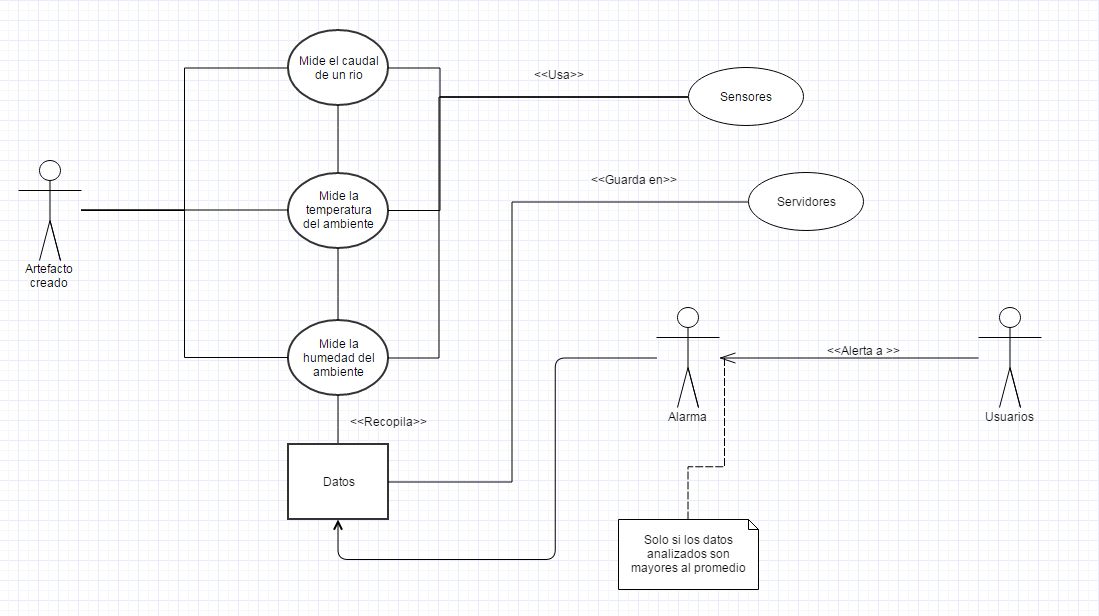 Mide el caudal
de un rio
<<Usa>>
Sensores
Mide la
temperatura
del ambiente
<<Guarda en>>
Servidores
Artefacto
creado
Mide la
humedad del
ambiente
<<Alerta a >>
Alarma
Usuarios
<<Recopila>>
Datos
Solo si los datos
analizados son
mayores al promedio